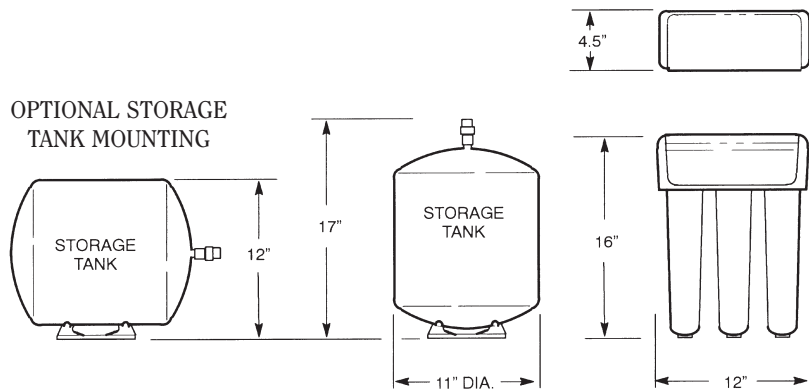 4.5"
OPTIONAL STORAGE
TANK MOUNTING
STORAGE
TANK
12"
17"
STORAGE
TANK
16"
11" DIA.
12"